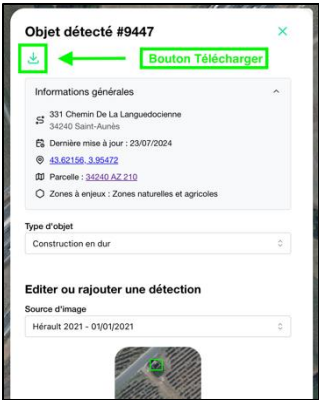 Objet détecté #9447
Bouton Télécharger
Informations générales
331 Chemin De La Languedocienne
34240 Saint-Aunès
Dernière mise à jour : 23/07/2024
43.62156, 3.95472
Parcelle : 34240 AZ 210
Zones à enjeux : Zones naturelles et agricoles
Type d'objet
Construction en dur
Editer ou rajouter une détection
Source d'image
Hérault 2021 - 01/01/2021